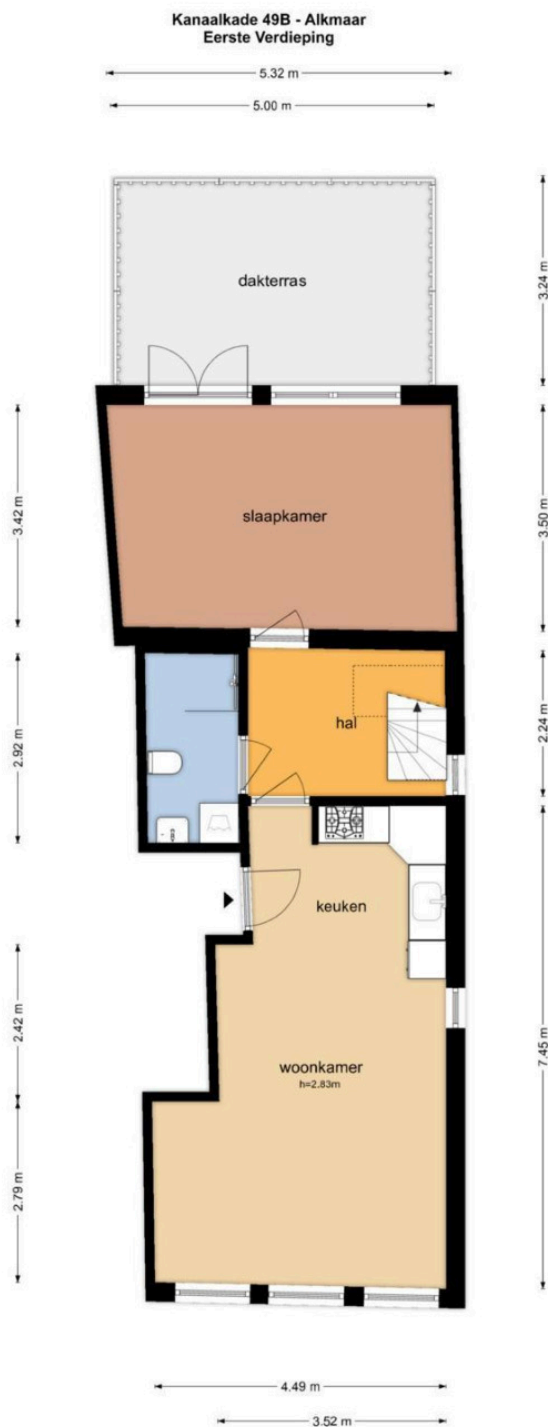 Kanaalkade 49B - Alkmaar
Eerste Verdieping
5.32 m
5.00 m
3.24 m
dakterras
3.42 m
slaapkamer
3.50 m
2.92 m
hal
2.24 m
keuken
2.42 m
woonkamer
h=2.83m
7.45 m
2.79 m
4.49 m
3.52 m